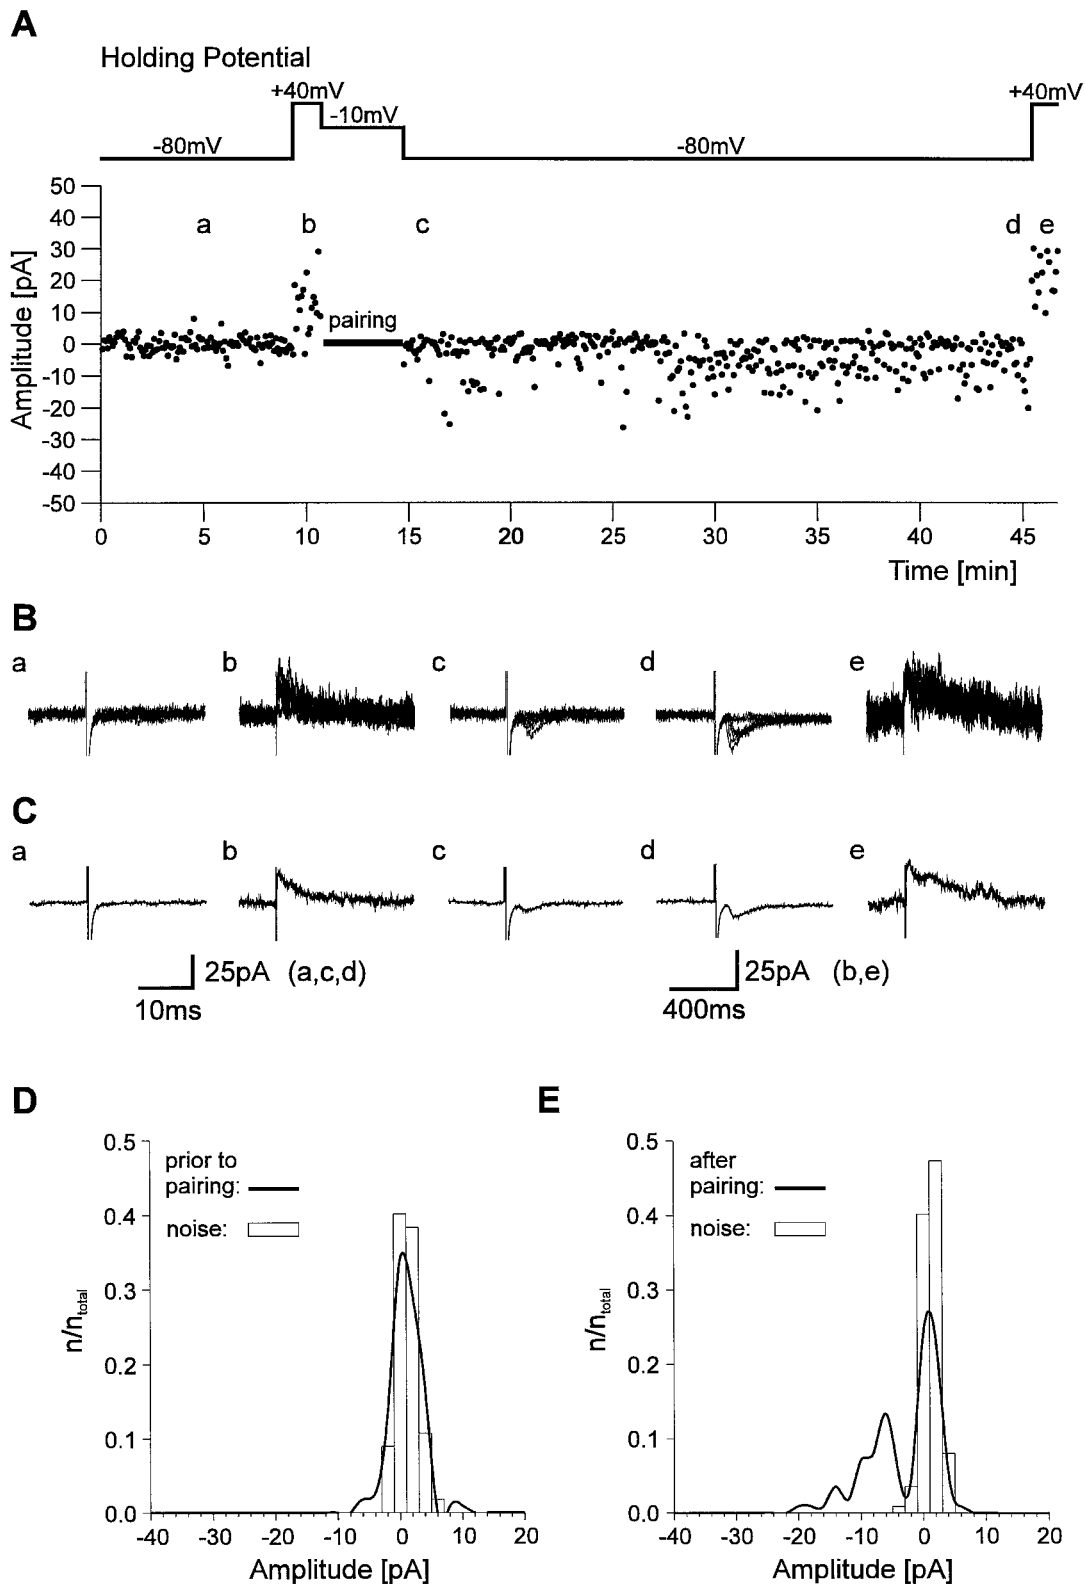 A
Holding Potential
+40mV
+40mV
-10mV
-80mV
-80mV
50
40
30
20
10
0
-10
-20
-30
-40
-50
Amplitude [pA]
a
b
c
d
e
pairing
0
5
10
15
20
25
30
35
40
45
Time [min]
B
a
b
c
d
e
C
a
b
c
d
e
25pA (a,c,d)
10ms
25pA (b,e)
400ms
D
0.5
0.4
0.3
0.2
0.1
0.0
n/ntotal
prior to
pairing:
noise:
-40
-30
-20
-10
0
10
20
Amplitude [pA]
E
0.5
0.4
0.3
0.2
0.1
0.0
n/ntotal
after
pairing:
noise:
-40
-30
-20
-10
0
10
20
Amplitude [pA]